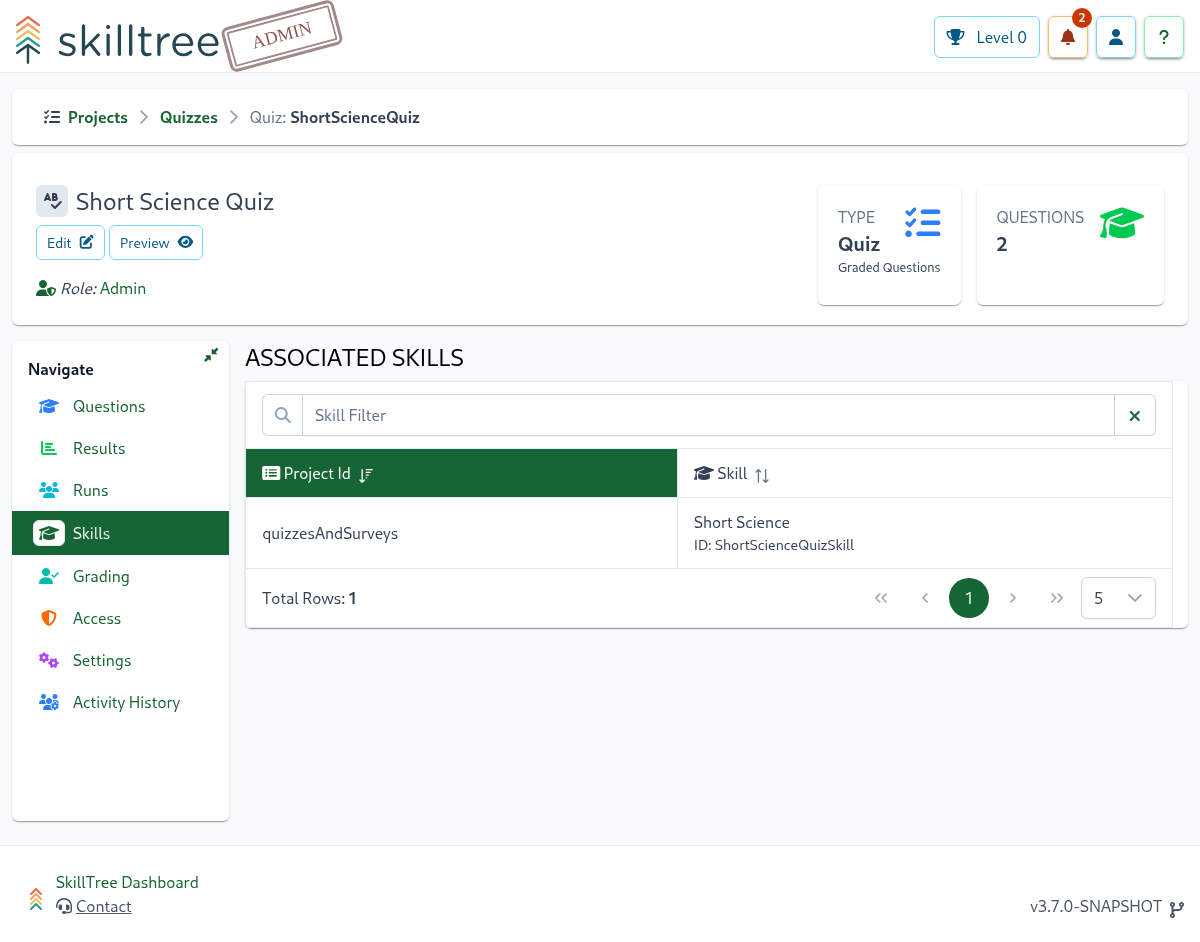 skilltree ADMIN
Level 0 2 ?
Projects Quizzes Quiz: ShortScienceQuiz
AB Short Science Quiz
Edit Preview
Role: Admin
TYPE
Quiz
Graded Questions
QUESTIONS
2
Navigate
Questions
Results
Runs
Skills
Grading
Access
Settings
Activity History
ASSOCIATED SKILLS
Skill Filter
Project Id Skill
quizzesAndSurveys
Short Science
ID: ShortScienceQuizSkill
Total Rows: 1
1
5
SkillTree Dashboard
Contact
v3.7.0-SNAPSHOT